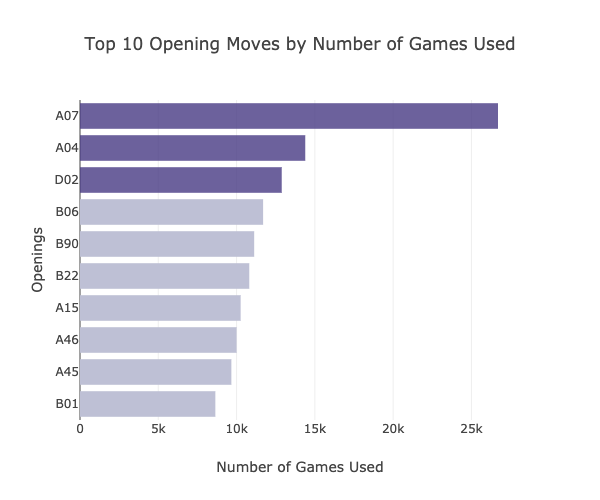 Top 10 Opening Moves by Number of Games Used
Openings
A07
A04
D02
B06
B90
B22
A15
A46
A45
B01
0 5k 10k 15k 20k 25k
Number of Games Used